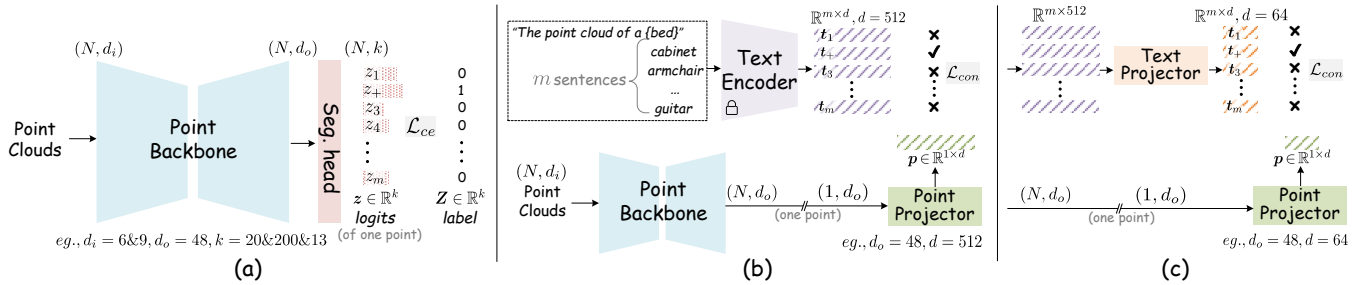 (N, d_i)
(N, d_o)
(N, k)
Point Clouds
Point Backbone
Seg. head
z_1
z_+
z_3
z_4
z_m
ℒ_ce
0
1
0
0
0
z ∈ ℝ^k
logits
(of one point)
Z ∈ ℝ^k
label
eg., d_i = 6&9, d_o = 48, k = 20&200&13
(a)
"The point cloud of a {bed}"
cabinet
m sentences
armchair
...
guitar
Text Encoder
ℝ^{m×d}, d = 512
t_1
t_+
t_3
t_m
ℒ_con
(N, d_i)
Point Clouds
Point Backbone
(N, d_o)
(1, d_o)
(one point)
p ∈ ℝ^{1×d}
Point Projector
eg., d_o = 48, d = 512
(b)
ℝ^{m×512}
Text Projector
ℝ^{m×d}, d = 64
t_1
t_+
t_3
t_m
ℒ_con
(N, d_o)
(1, d_o)
(one point)
p ∈ ℝ^{1×d}
Point Projector
eg., d_o = 48, d = 64
(c)